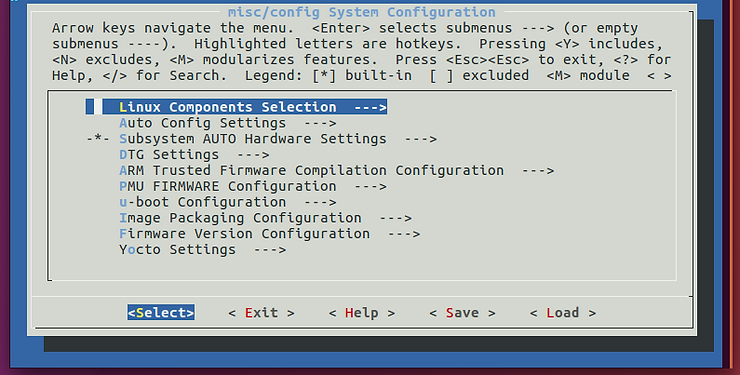 misc/config System Configuration
Arrow keys navigate the menu.  <Enter> selects submenus ---> (or empty
submenus ----).  Highlighted letters are hotkeys.  Pressing <Y> includes,
<N> excludes, <M> modularizes features.  Press <Esc><Esc> to exit, <?> for
Help, </> for Search.  Legend: [*] built-in  [ ] excluded  <M> module  < >
Linux Components Selection  --->
Auto Config Settings  --->
-*- Subsystem AUTO Hardware Settings  --->
DTG Settings  --->
ARM Trusted Firmware Compilation Configuration  --->
PMU FIRMWARE Configuration  --->
u-boot Configuration  --->
Image Packaging Configuration  --->
Firmware Version Configuration  --->
Yocto Settings  --->
<Select>    < Exit >    < Help >    < Save >    < Load >